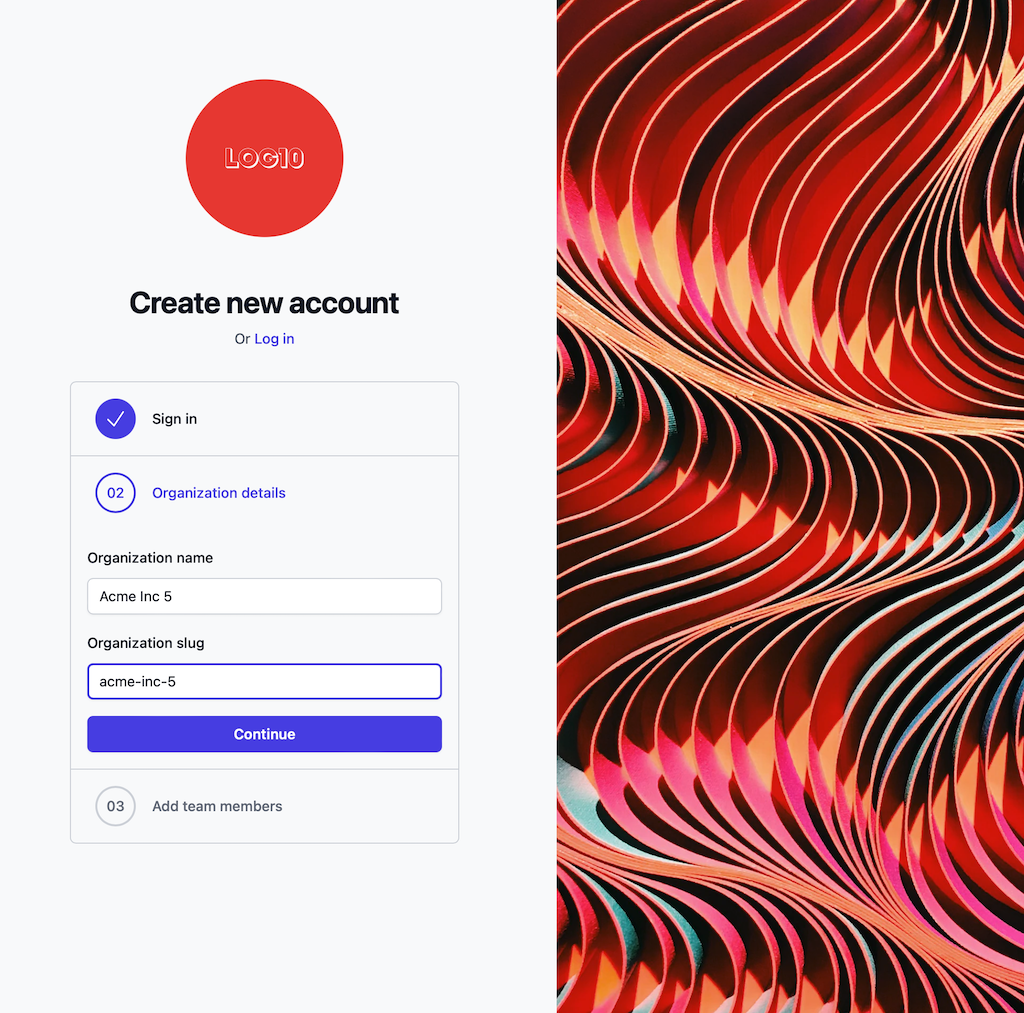 LOG10
Create new account
Or Log in
Sign in
02 Organization details
Organization name
Acme Inc 5
Organization slug
acme-inc-5
Continue
03 Add team members